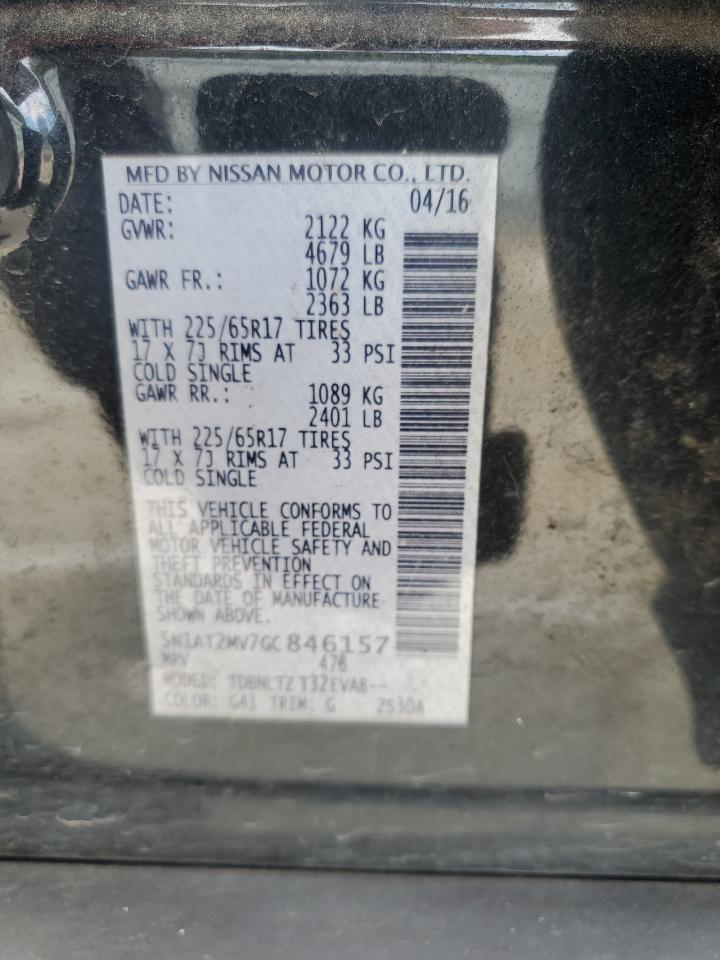 MFD BY NISSAN MOTOR CO., LTD.
DATE: 04/16
GVWR: 2122 KG
4679 LB
GAWR FR.: 1072 KG
2363 LB
WITH 225/65R17 TIRES
17 X 7J RIMS AT 33 PSI
COLD SINGLE
GAWR RR.: 1089 KG
2401 LB
WITH 225/65R17 TIRES
17 X 7J RIMS AT 33 PSI
COLD SINGLE
THIS VEHICLE CONFORMS TO
ALL APPLICABLE FEDERAL
MOTOR VEHICLE SAFETY AND
THEFT PREVENTION
STANDARDS IN EFFECT ON
THE DATE OF MANUFACTURE
SHOWN ABOVE.
5N1AT2MV7GC846157
MPV 476
MODEL:
COLOR: G41 TRIM: G 2S30A